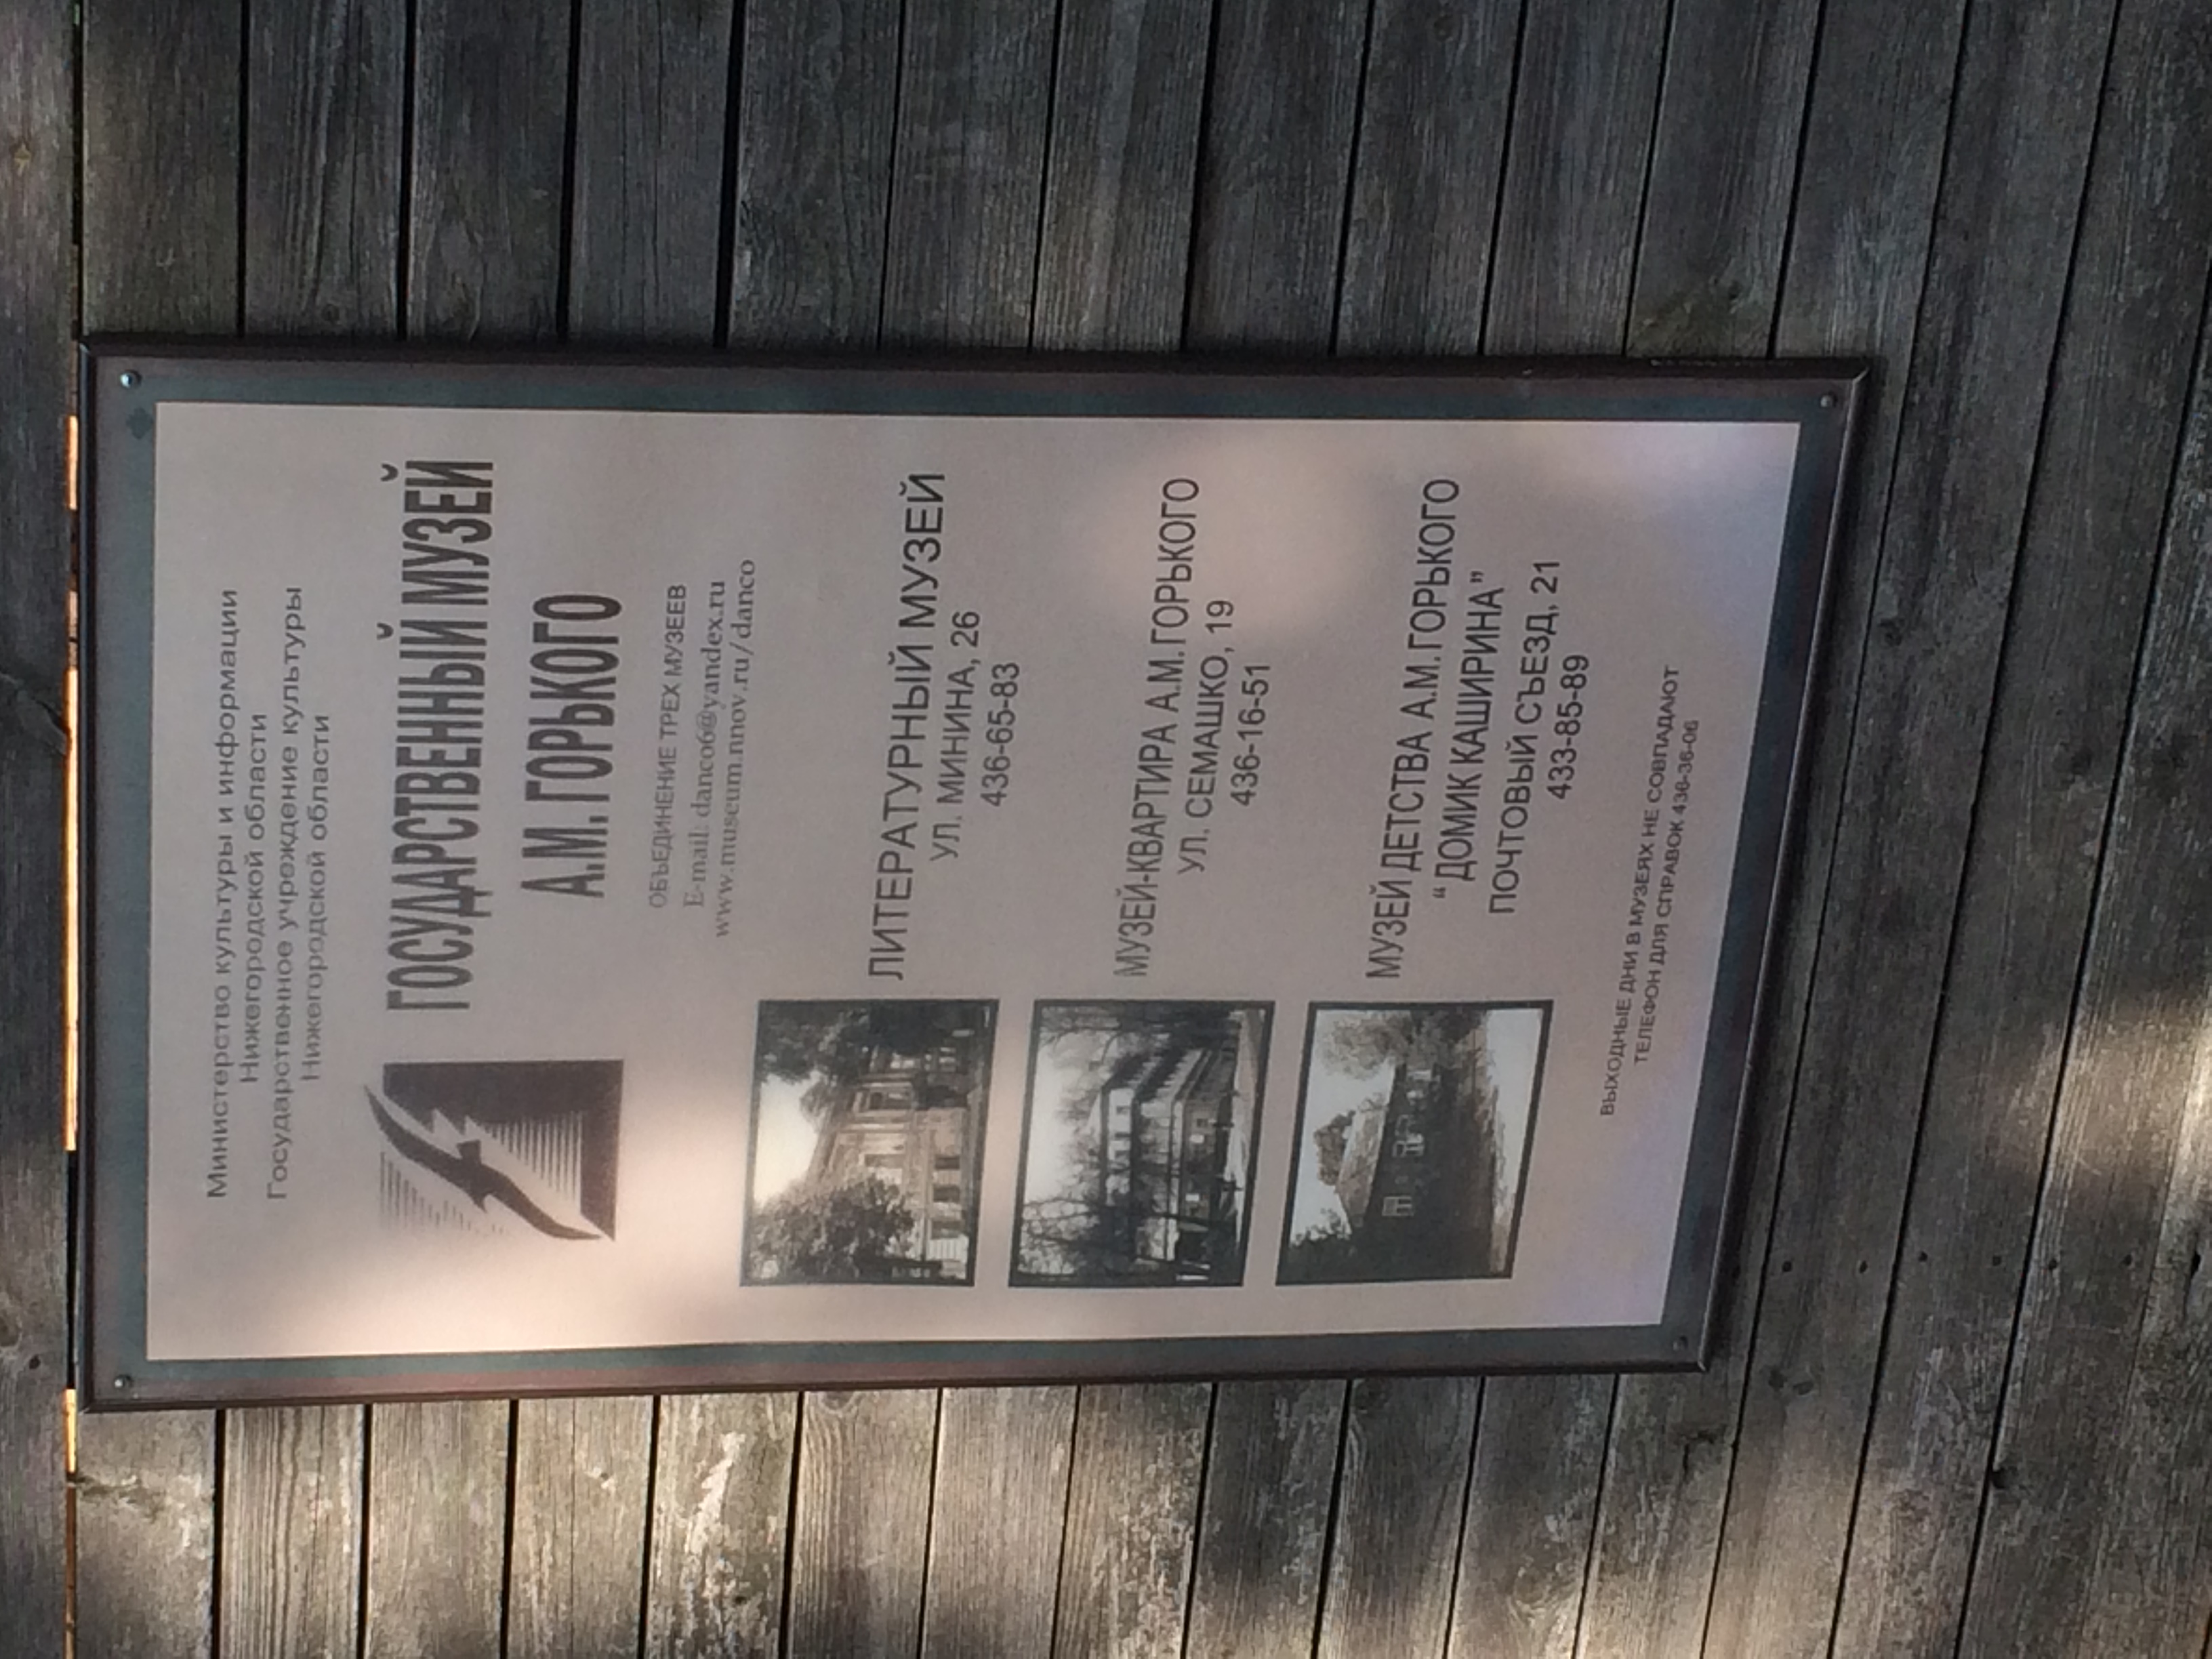 Министерство культуры и информации
Нижегородской области
Государственное учреждение культуры
Нижегородской области
ГОСУДАРСТВЕННЫЙ МУЗЕЙ
А.М.ГОРЬКОГО
ОБЪЕДИНЕНИЕ ТРЕХ МУЗЕЕВ
E-mail: danco6@yandex.ru
www.museum.nnov.ru/danco
ЛИТЕРАТУРНЫЙ МУЗЕЙ
УЛ. МИНИНА, 26
436-65-83
МУЗЕЙ-КВАРТИРА А.М.ГОРЬКОГО
УЛ. СЕМАШКО, 19
436-16-51
МУЗЕЙ ДЕТСТВА А.М.ГОРЬКОГО
“ДОМИК КАШИРИНА”
ПОЧТОВЫЙ СЪЕЗД, 21
433-85-89
ВЫХОДНЫЕ ДНИ В МУЗЕЯХ НЕ СОВПАДАЮТ
ТЕЛЕФОН ДЛЯ СПРАВОК 436-36-06